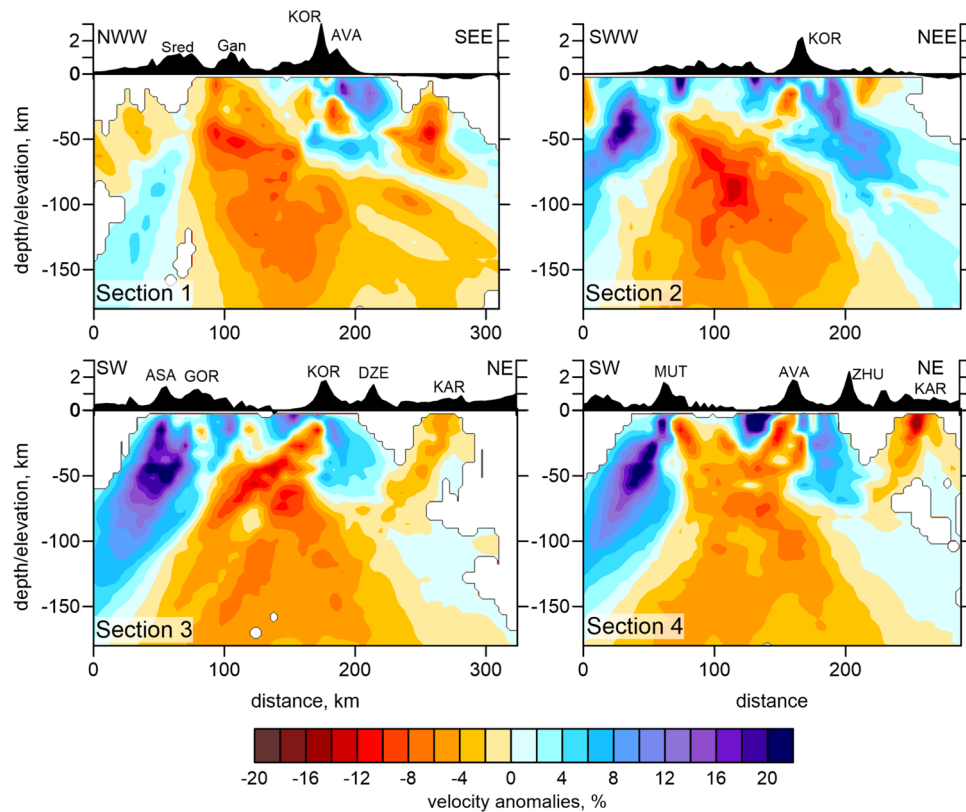 KOR
NWW Sred Gan AVA SEE
2
0
depth/elevation, km
-50
-100
-150
Section 1
0 100 200 300
SWW KOR NEE
2
0
-50
-100
-150
Section 2
0 100 200
SW ASA GOR KOR DZE KAR NE
2
0
depth/elevation, km
-50
-100
-150
Section 3
0 100 200 300
distance, km
SW MUT AVA ZHU KAR NE
2
0
-50
-100
-150
Section 4
0 100 200
distance
-20 -16 -12 -8 -4 0 4 8 12 16 20
velocity anomalies, %